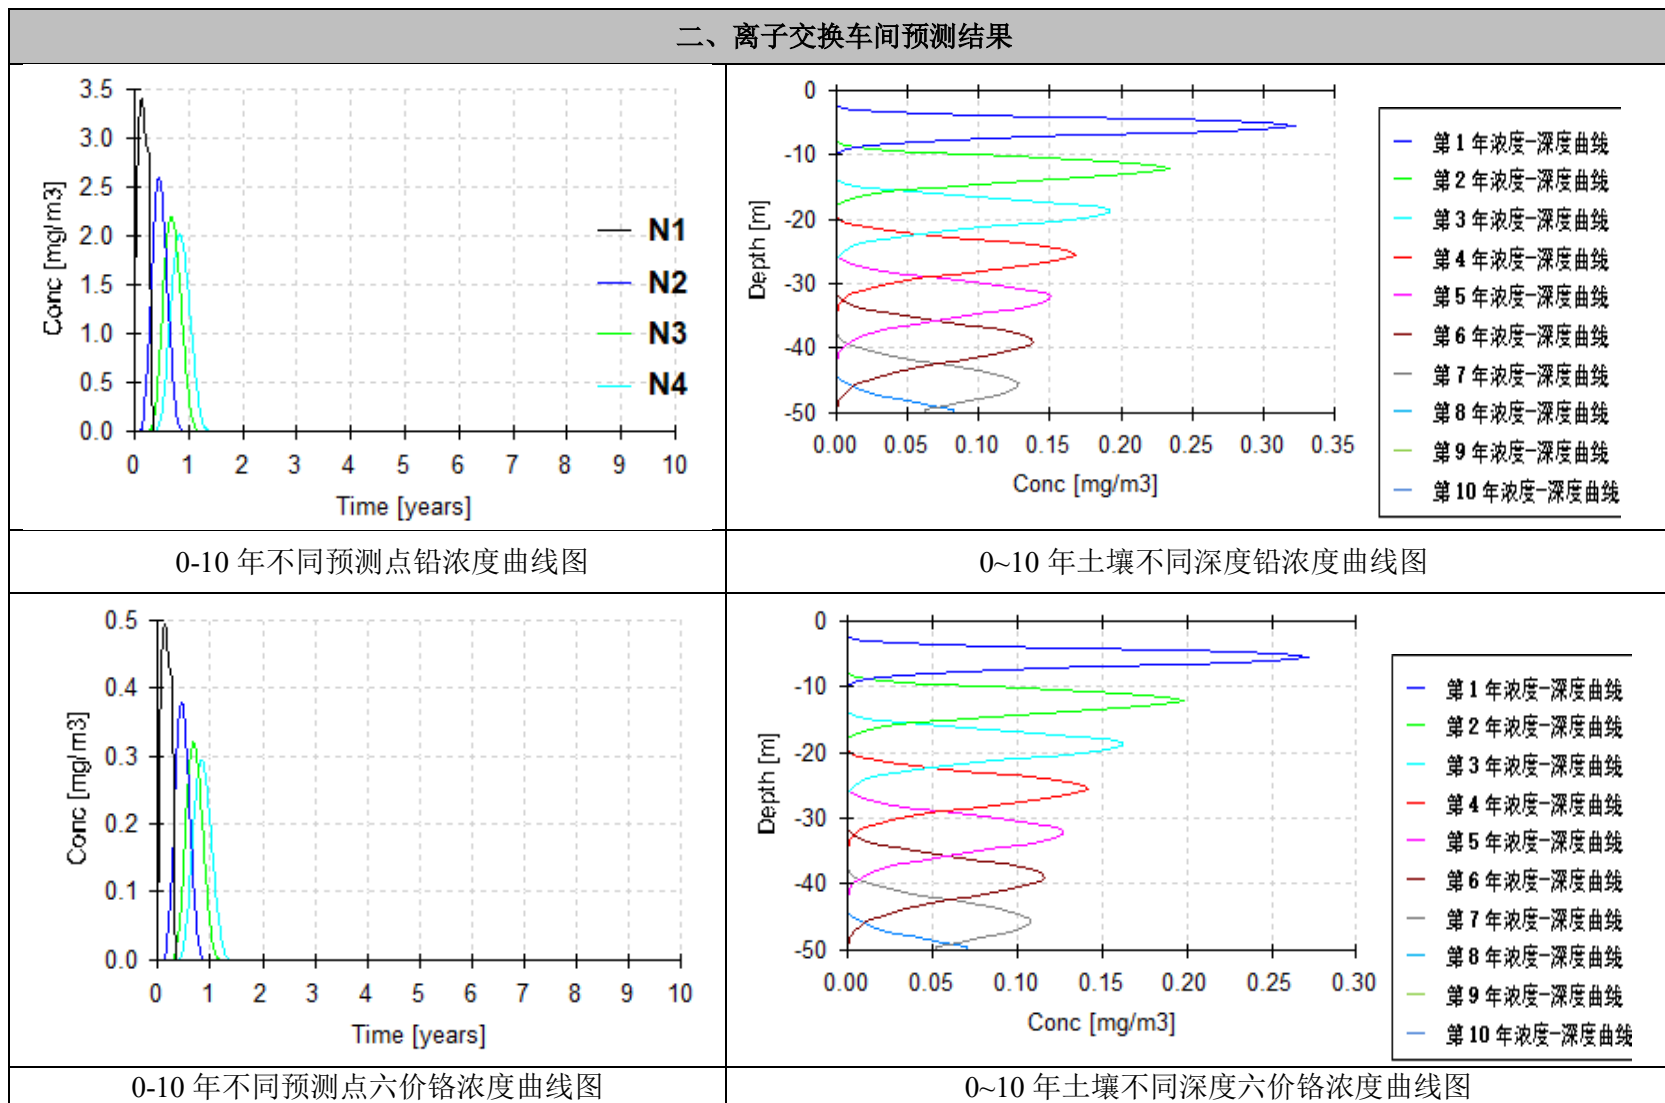 二、离子交换车间预测结果
3.5
3.0
2.5
2.0
1.5
1.0
0.5
0.0
Conc [mg/m3]
0 1 2 3 4 5 6 7 8 9 10
Time [years]
N1
N2
N3
N4
0
-10
-20
-30
-40
-50
Depth [m]
0.00 0.05 0.10 0.15 0.20 0.25 0.30 0.35
Conc [mg/m3]
第1年浓度-深度曲线
第2年浓度-深度曲线
第3年浓度-深度曲线
第4年浓度-深度曲线
第5年浓度-深度曲线
第6年浓度-深度曲线
第7年浓度-深度曲线
第8年浓度-深度曲线
第9年浓度-深度曲线
第10年浓度-深度曲线
0-10 年不同预测点铅浓度曲线图
0~10 年土壤不同深度铅浓度曲线图
0.5
0.4
0.3
0.2
0.1
0.0
Conc [mg/m3]
0 1 2 3 4 5 6 7 8 9 10
Time [years]
0
-10
-20
-30
-40
-50
Depth [m]
0.00 0.05 0.10 0.15 0.20 0.25 0.30
Conc [mg/m3]
第1年浓度-深度曲线
第2年浓度-深度曲线
第3年浓度-深度曲线
第4年浓度-深度曲线
第5年浓度-深度曲线
第6年浓度-深度曲线
第7年浓度-深度曲线
第8年浓度-深度曲线
第9年浓度-深度曲线
第10年浓度-深度曲线
0-10 年不同预测点六价铬浓度曲线图
0~10 年土壤不同深度六价铬浓度曲线图